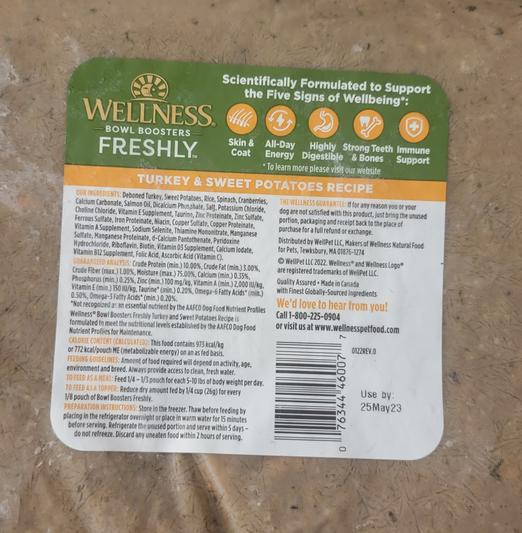 Scientifically Formulated to Support
the Five Signs of Wellbeing*:
WELLNESS
BOWL BOOSTERS
FRESHLY™
Skin & Coat
All-Day Energy
Highly Digestible
Strong Teeth & Bones
Immune Support
*To learn more please visit our website
TURKEY & SWEET POTATOES RECIPE
OUR INGREDIENTS: Deboned Turkey, Sweet Potatoes, Rice, Spinach, Cranberries,
Calcium Carbonate, Salmon Oil, Dicalcium Phosphate, Salt, Potassium Chloride,
Choline Chloride, Vitamin E Supplement, Taurine, Zinc Proteinate, Zinc Sulfate,
Ferrous Sulfate, Iron Proteinate, Niacin, Copper Sulfate, Copper Proteinate,
Vitamin A Supplement, Sodium Selenite, Thiamine Mononitrate, Manganese
Sulfate, Manganese Proteinate, d-Calcium Pantothenate, Pyridoxine
Hydrochloride, Riboflavin, Biotin, Vitamin D3 Supplement, Calcium Iodate,
Vitamin B12 Supplement, Folic Acid, Ascorbic Acid (Vitamin C).
GUARANTEED ANALYSIS: Crude Protein (min.) 10.00%, Crude Fat (min.) 3.00%,
Crude Fiber (max.) 1.00%, Moisture (max.) 75.00%, Calcium (min.) 0.35%,
Phosphorus (min.) 0.25%, Zinc (min.) 100 mg/kg, Vitamin A (min.) 2,000 IU/kg,
Vitamin E (min.) 150 IU/kg, Taurine* (min.) 0.20%, Omega-6 Fatty Acids* (min.)
0.50%, Omega-3 Fatty Acids* (min.) 0.20%.
*Not recognized as an essential nutrient by the AAFCO Dog Food Nutrient Profiles
Wellness® Bowl Boosters Freshly Turkey and Sweet Potatoes Recipe is
formulated to meet the nutritional levels established by the AAFCO Dog Food
Nutrient Profiles for Maintenance.
CALORIE CONTENT (CALCULATED): This food contains 973 kcal/kg
or 772 kcal/pouch ME (metabolizable energy) on an as fed basis.
FEEDING GUIDELINES: Amount of food required will depend on activity, age,
environment and breed. Always provide access to clean, fresh water.
TO FEED AS A MEAL: Feed 1/4 – 1/3 pouch for each 5-10 lbs of body weight per day.
TO FEED AS A TOPPER: Reduce dry amount fed by 1/4 cup (26g) for every
1/8 pouch of Bowl Boosters Freshly.
PREPARATION INSTRUCTIONS: Store in the freezer. Thaw before feeding by
placing in the refrigerator overnight or place in warm water for 15 minutes
before serving. Refrigerate the unused portion and serve within 5 days –
do not refreeze. Discard any uneaten food within 2 hours of serving.
THE WELLNESS GUARANTEE: If for any reason you or your
dog are not satisfied with this product, just bring the unused
portion, packaging and receipt back to the place of
purchase for a full refund or exchange.
Distributed by WellPet LLC, Makers of Wellness Natural Food
for Pets, Tewksbury, MA 01876-1274
© WellPet LLC 2022. Wellness® and Wellness Logo®
are registered trademarks of WellPet LLC.
Quality Assured • Made in Canada
with Finest Globally-Sourced Ingredients.
We'd love to hear from you!
Call 1-800-225-0904
or visit us at www.wellnesspetfood.com
0122REV.0
0 76344 46007 7
Use by:
25May23